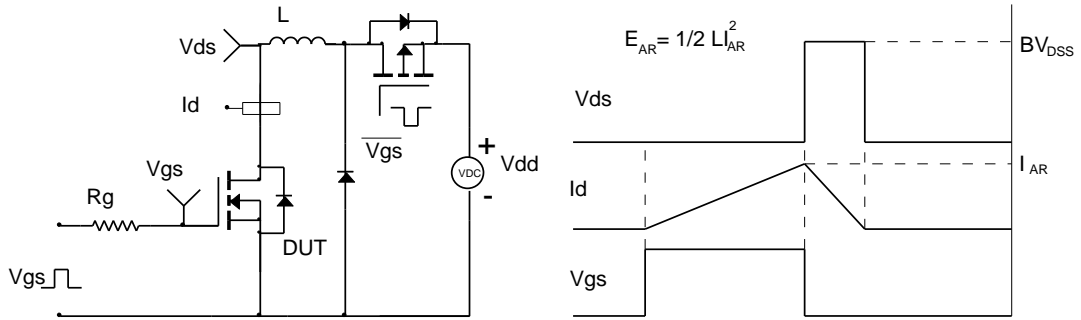 L
Vds
Id
Vgs
Rg
DUT
Vgs
Vgs
VDC
+
Vdd
-
E_AR = 1/2 LI_AR^2
BV_DSS
Vds
I_AR
Id
Vgs